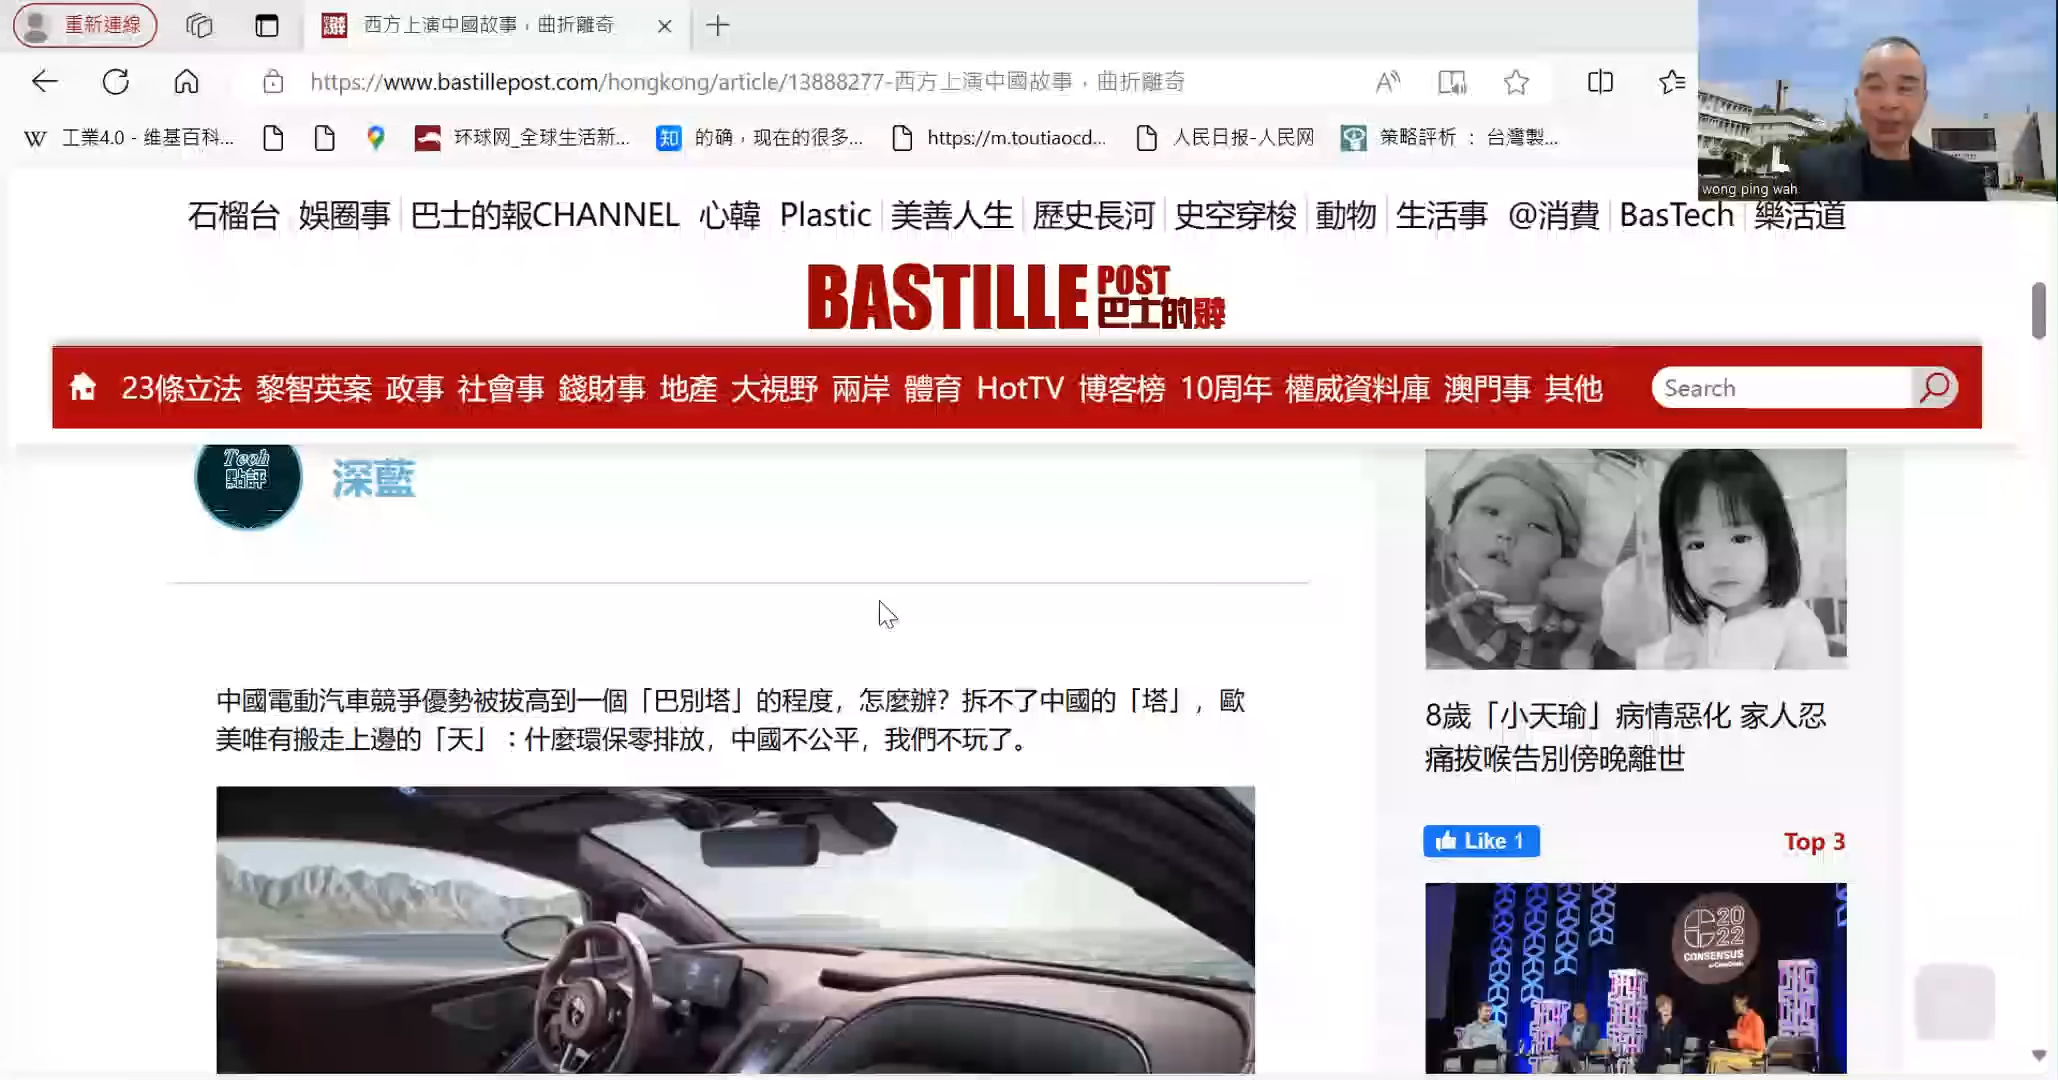 重新連線
西方上演中國故事，曲折離奇
https://www.bastillepost.com/hongkong/article/13888277-西方上演中國故事，曲折離奇
工業4.0 - 維基百科...
环球网_全球生活新...
知 的确，现在的很多...
https://m.toutiaocd...
人民日报-人民网
策略評析 ： 台灣製...
wong ping wah
石榴台 娛圈事 巴士的報CHANNEL 心韓 Plastic 美善人生 歷史長河 史空穿梭 動物 生活事 @消費 BasTech 樂活道
BASTILLE POST 巴士的報
23條立法 黎智英案 政事 社會事 錢財事 地產 大視野 兩岸 體育 HotTV 博客榜 10周年 權威資料庫 澳門事 其他
Search
Tech
點評
深藍
中國電動汽車競爭優勢被拔高到一個「巴別塔」的程度，怎麼辦？拆不了中國的「塔」，歐
美唯有搬走上邊的「天」：什麼環保零排放，中國不公平，我們不玩了。
8歲「小天瑜」病情惡化 家人忍
痛拔喉告別傍晚離世
Like 1
Top 3
2022
CONSENSUS